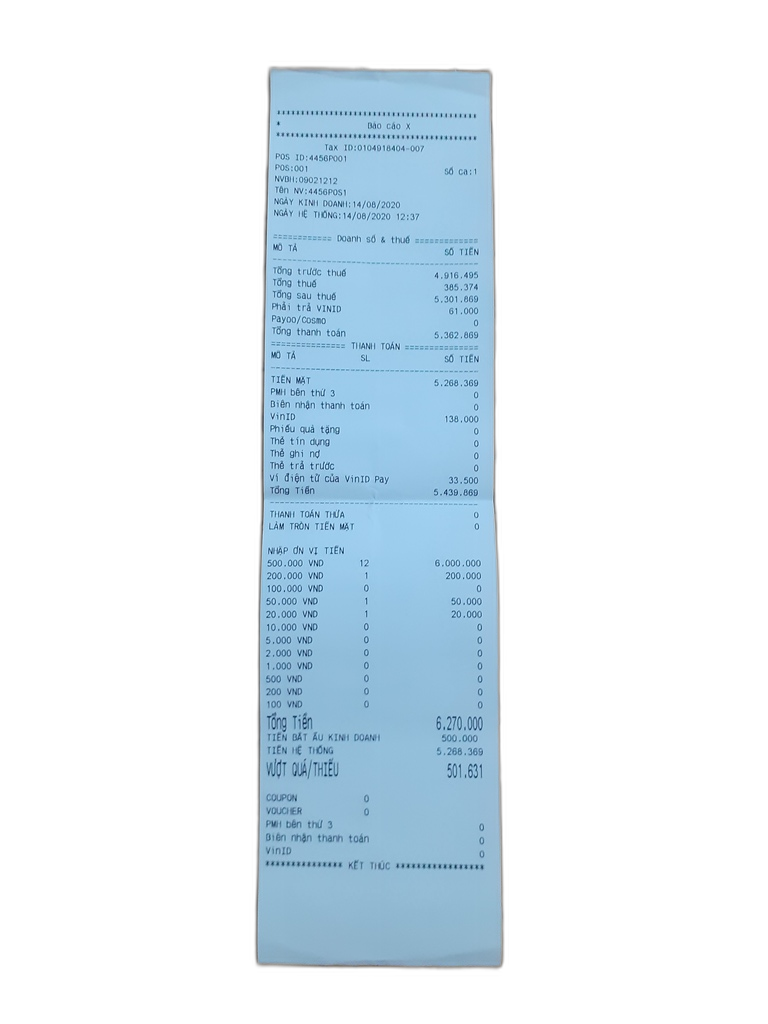 ********************************************
* Báo cáo X
********************************************
Tax ID:0104918404-007
POS ID:4456P001
POS:001 Số ca:1
NVBH:09021212
Tên NV:4456POS1
NGÀY KINH DOANH:14/08/2020
NGÀY HỆ THỐNG:14/08/2020 12:37
============ Doanh số & thuế =============
MÔ TẢ SỐ TIỀN
Tổng trước thuế 4.916.495
Tổng thuế 385.374
Tổng sau thuế 5.301.869
Phải trả VINID 61.000
Payoo/Cosmo 0
Tổng thanh toán 5.362.869
=============== THANH TOÁN ===============
MÔ TẢ SL SỐ TIỀN
TIỀN MẶT 5.268.369
PMH bên thứ 3 0
Biên nhận thanh toán 0
VinID 138.000
Phiếu quà tặng 0
Thẻ tín dụng 0
Thẻ ghi nợ 0
Thẻ trả trước 0
Ví điện tử của VinID Pay 33.500
Tổng Tiền 5.439.869
THANH TOÁN THỪA 0
LÀM TRÒN TIỀN MẶT 0
NHẬP ƠN VỊ TIỀN
500.000 VND 12 6.000.000
200.000 VND 1 200.000
100.000 VND 0 0
50.000 VND 1 50.000
20.000 VND 1 20.000
10.000 VND 0 0
5.000 VND 0 0
2.000 VND 0 0
1.000 VND 0 0
500 VND 0 0
200 VND 0 0
100 VND 0 0
Tổng Tiền 6.270.000
TIỀN BẮT ẦU KINH DOANH 500.000
TIỀN HỆ THỐNG 5.268.369
VƯỢT QUÁ/THIẾU 501.631
COUPON 0
VOUCHER 0
PMH bên thứ 3 0
Biên nhận thanh toán 0
VinID 0
*************** KẾT THÚC *****************